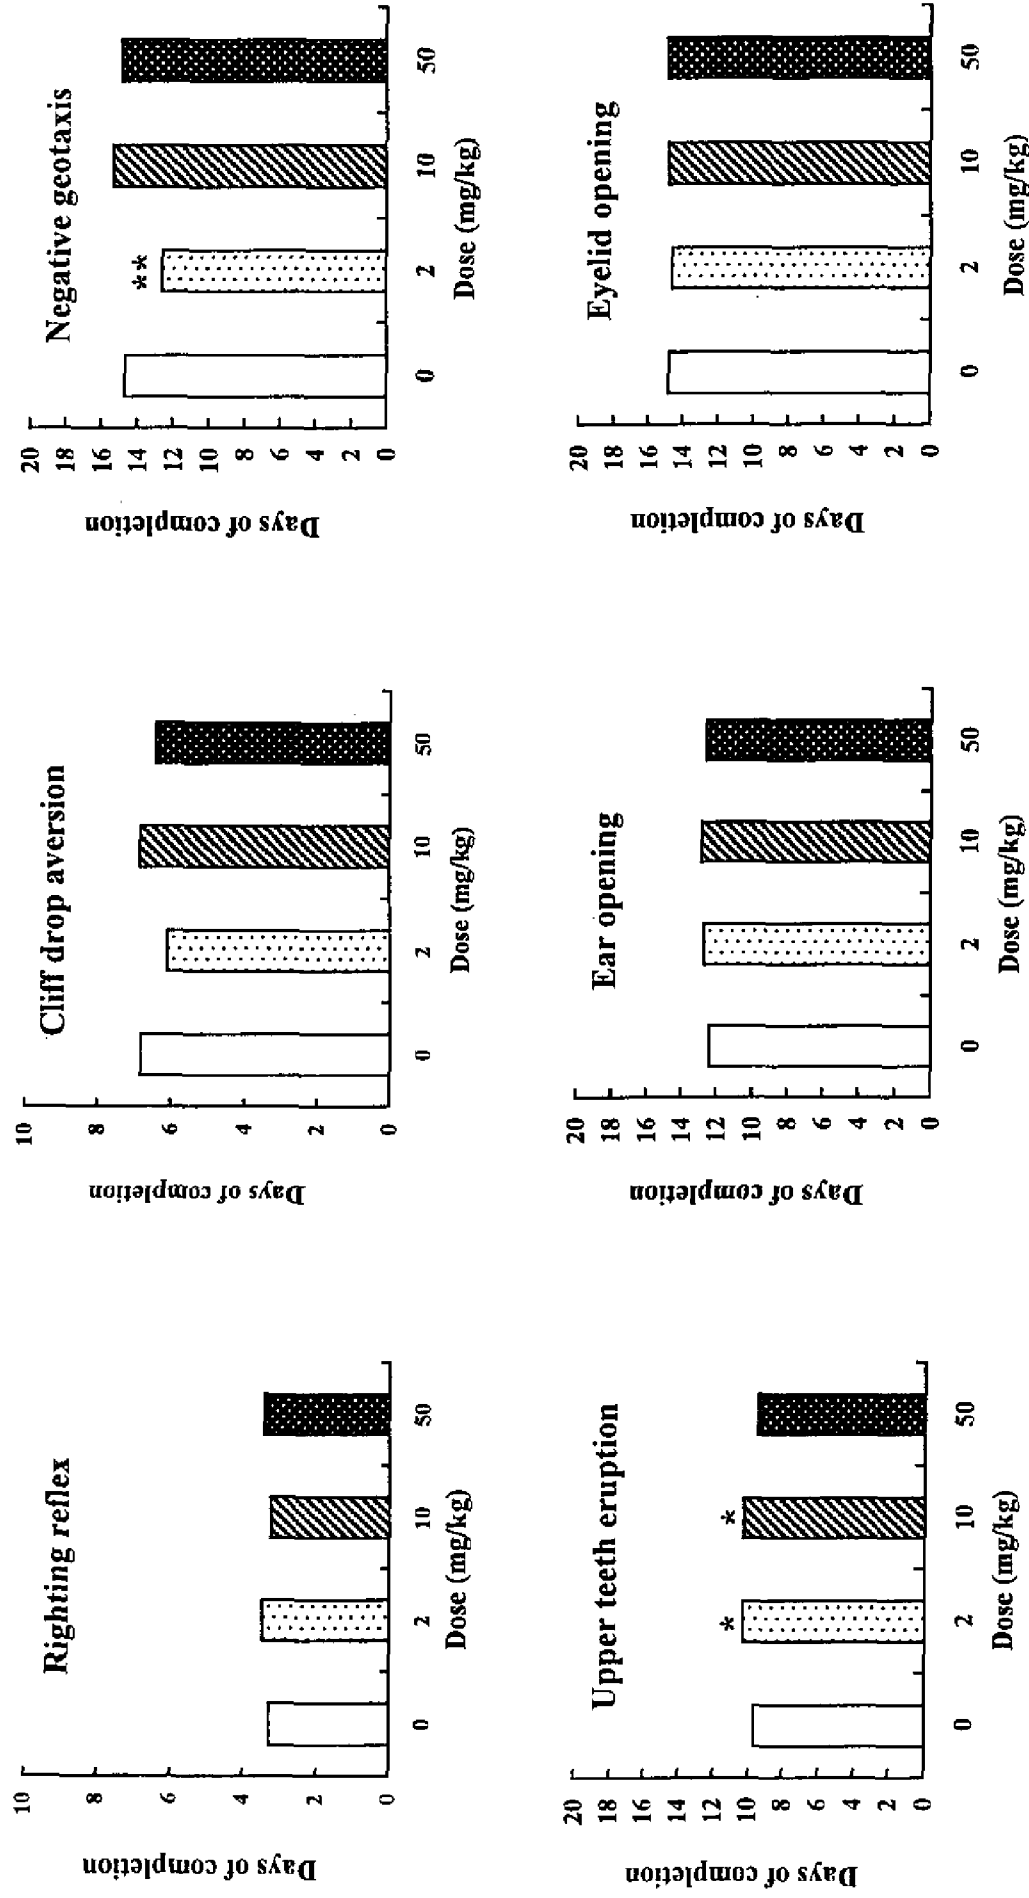 Righting reflex
Days of completion
10
8
6
4
2
0
0 2 10 50
Dose (mg/kg)
Cliff drop aversion
Days of completion
10
8
6
4
2
0
0 2 10 50
Dose (mg/kg)
Negative geotaxis
Days of completion
20
18
16
14
12
10
8
6
4
2
0
**
0 2 10 50
Dose (mg/kg)
Upper teeth eruption
Days of completion
20
18
16
14
12
10
8
6
4
2
0
* *
0 2 10 50
Dose (mg/kg)
Ear opening
Days of completion
20
18
16
14
12
10
8
6
4
2
0
0 2 10 50
Dose (mg/kg)
Eyelid opening
Days of completion
20
18
16
14
12
10
8
6
4
2
0
0 2 10 50
Dose (mg/kg)